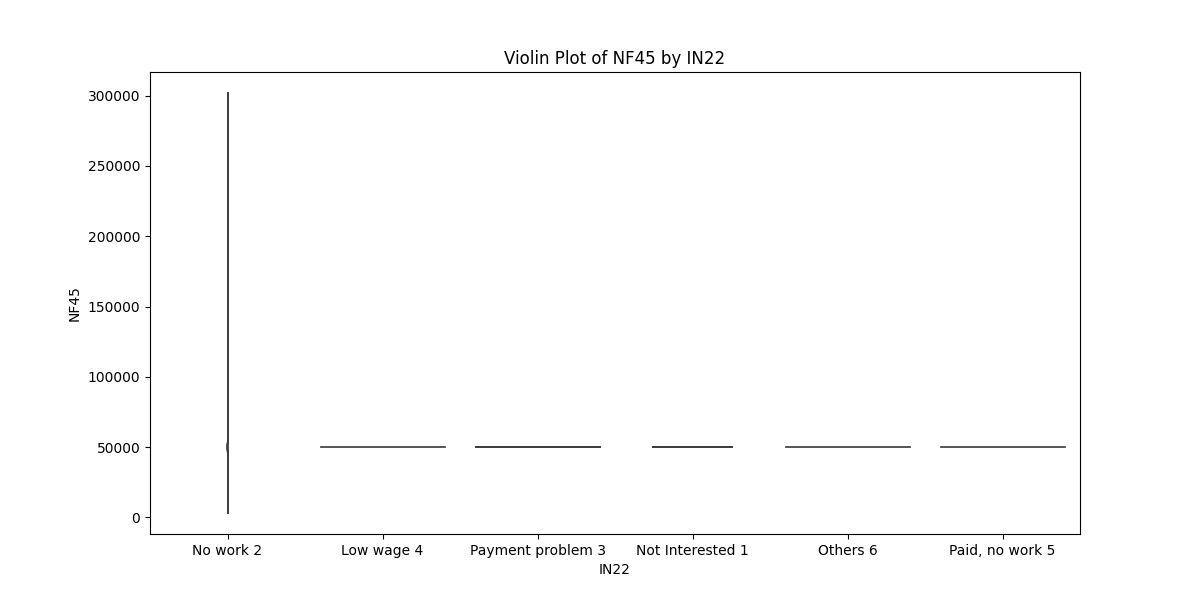 Violin Plot of NF45 by IN22
300000
250000
200000
150000
100000
50000
0
NF45
No work 2
Low wage 4
Payment problem 3
Not Interested 1
Others 6
Paid, no work 5
IN22